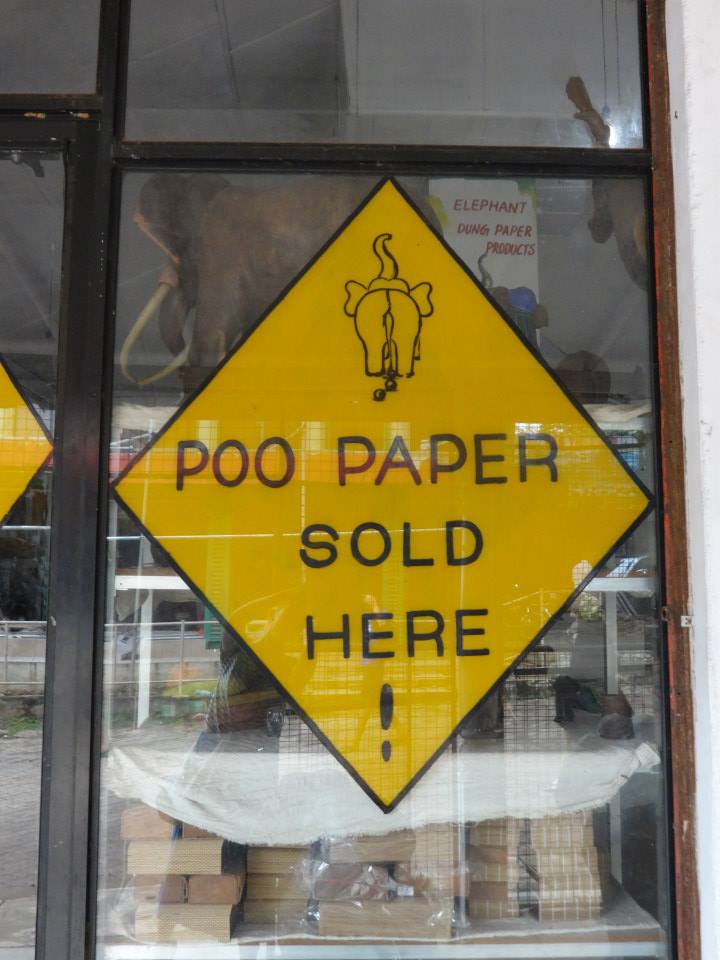 ELEPHANT
DUNG PAPER
PRODUCTS
POO PAPER
SOLD
HERE
!